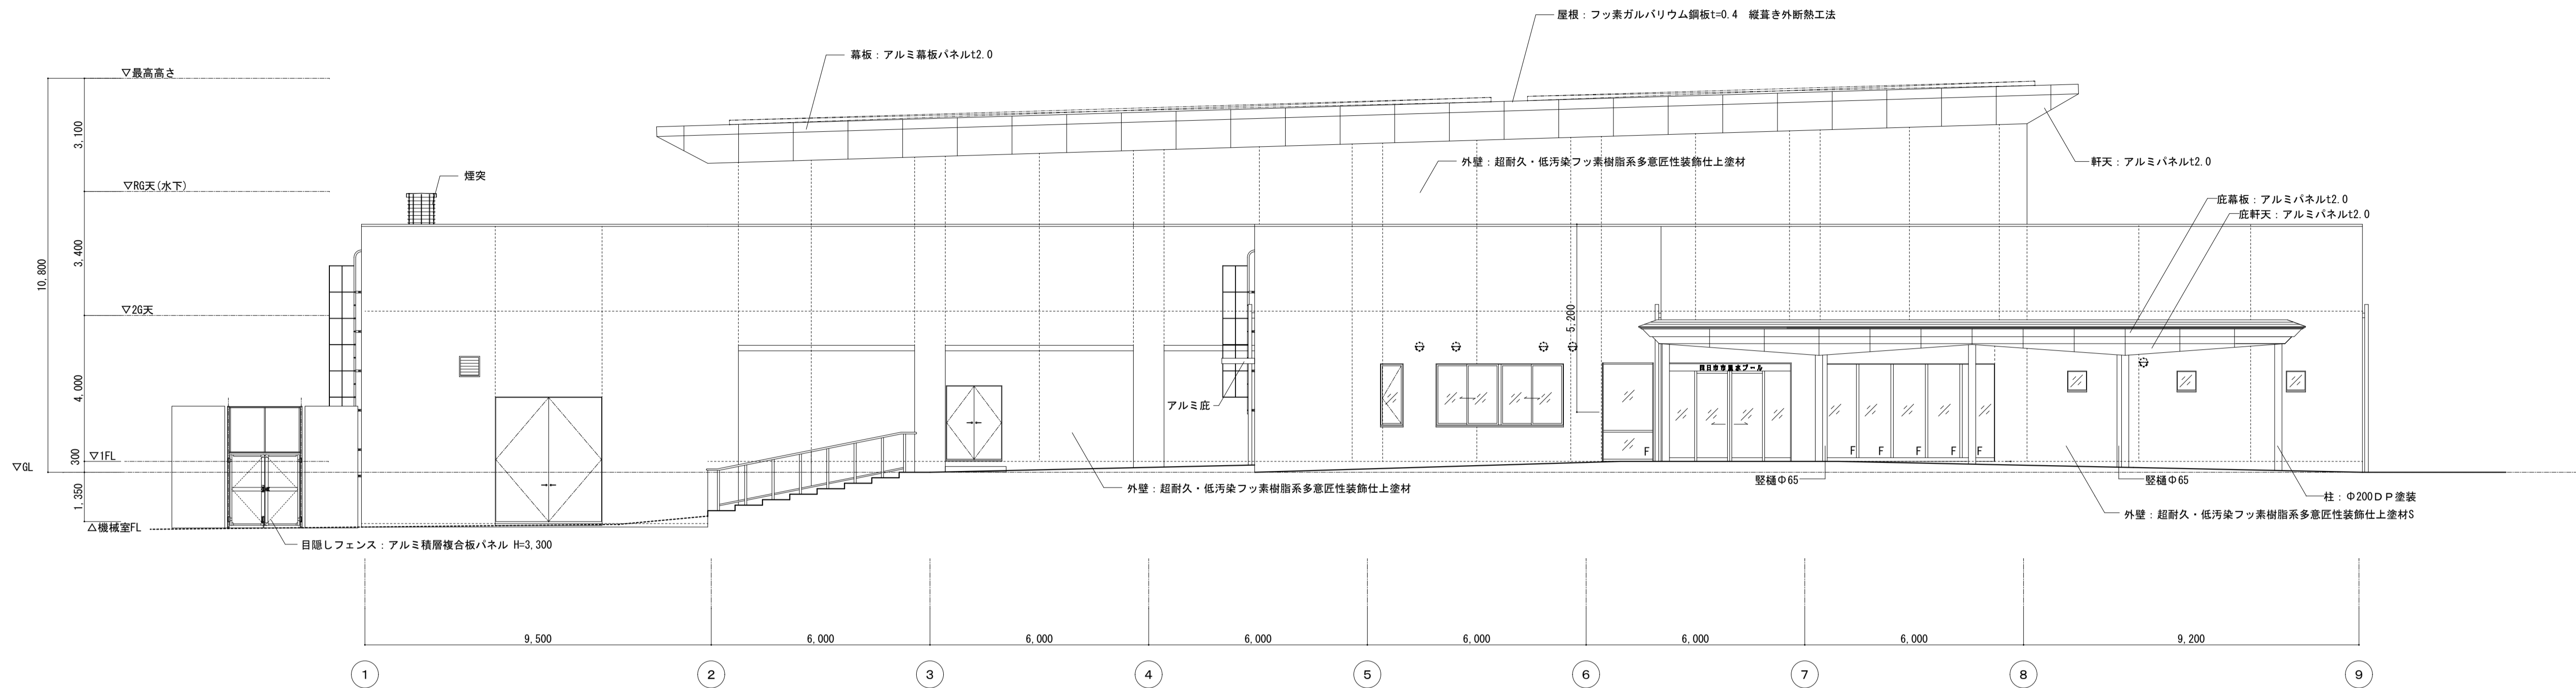 屋根：フッ素ガルバリウム鋼板t=0.4　縦葺き外断熱工法
幕板：アルミ幕板パネルt2.0
▽最高高さ
3,100
外壁：超耐久・低汚染フッ素樹脂系多意匠性装飾仕上塗材
軒天：アルミパネルt2.0
煙突
▽RG天(水下)
庇幕板：アルミパネルt2.0
庇軒天：アルミパネルt2.0
3,400
10,800
▽2G天
5,200
四日市市温水プール
4,000
アルミ庇
F
F
F
F
F
F
300
▽1FL
▽GL
竪樋Φ65
竪樋Φ65
外壁：超耐久・低汚染フッ素樹脂系多意匠性装飾仕上塗材
柱：Φ200ＤＰ塗装
1,350
外壁：超耐久・低汚染フッ素樹脂系多意匠性装飾仕上塗材S
△機械室FL
目隠しフェンス：アルミ積層複合板パネル H=3,300
9,500
6,000
6,000
6,000
6,000
6,000
6,000
9,200
1
2
3
4
5
6
7
8
9